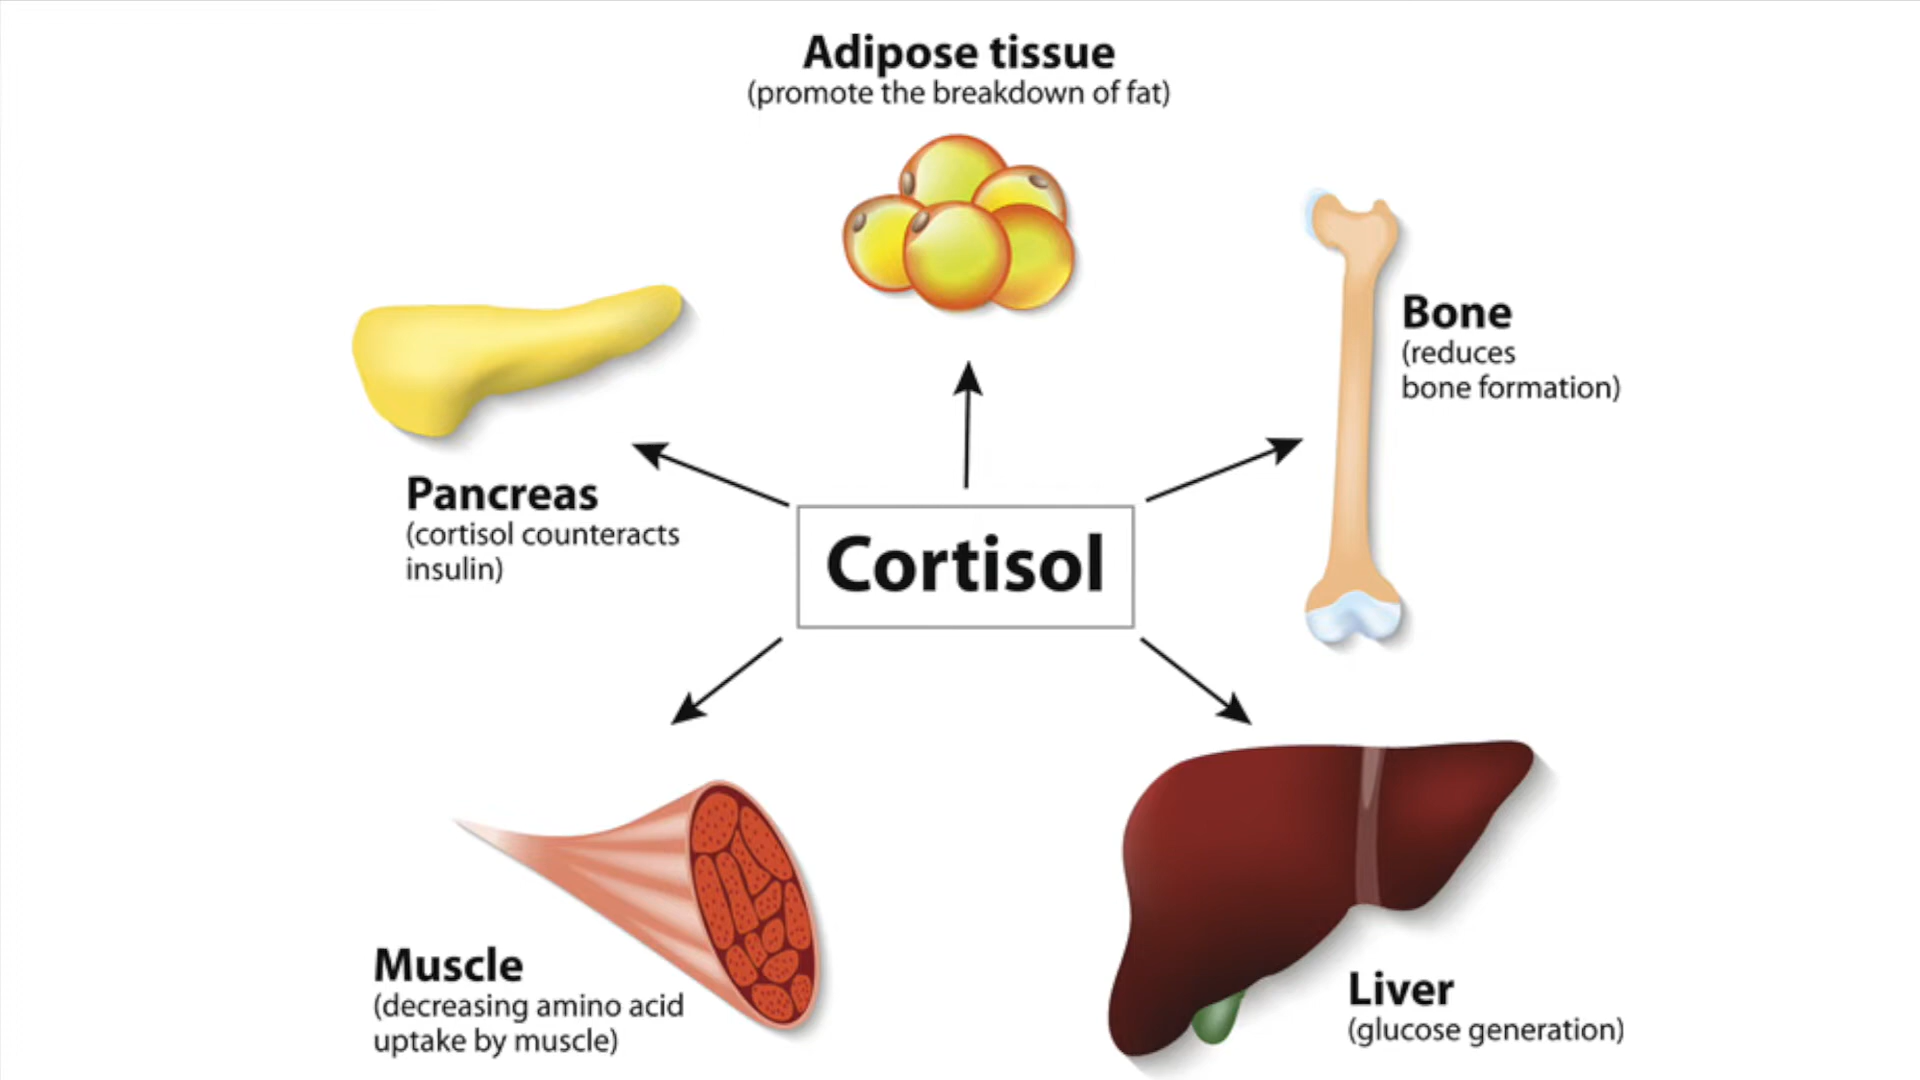 Adipose tissue
(promote the breakdown of fat)
Bone
(reduces
bone formation)
Pancreas
(cortisol counteracts
insulin)
Cortisol
Muscle
(decreasing amino acid
uptake by muscle)
Liver
(glucose generation)